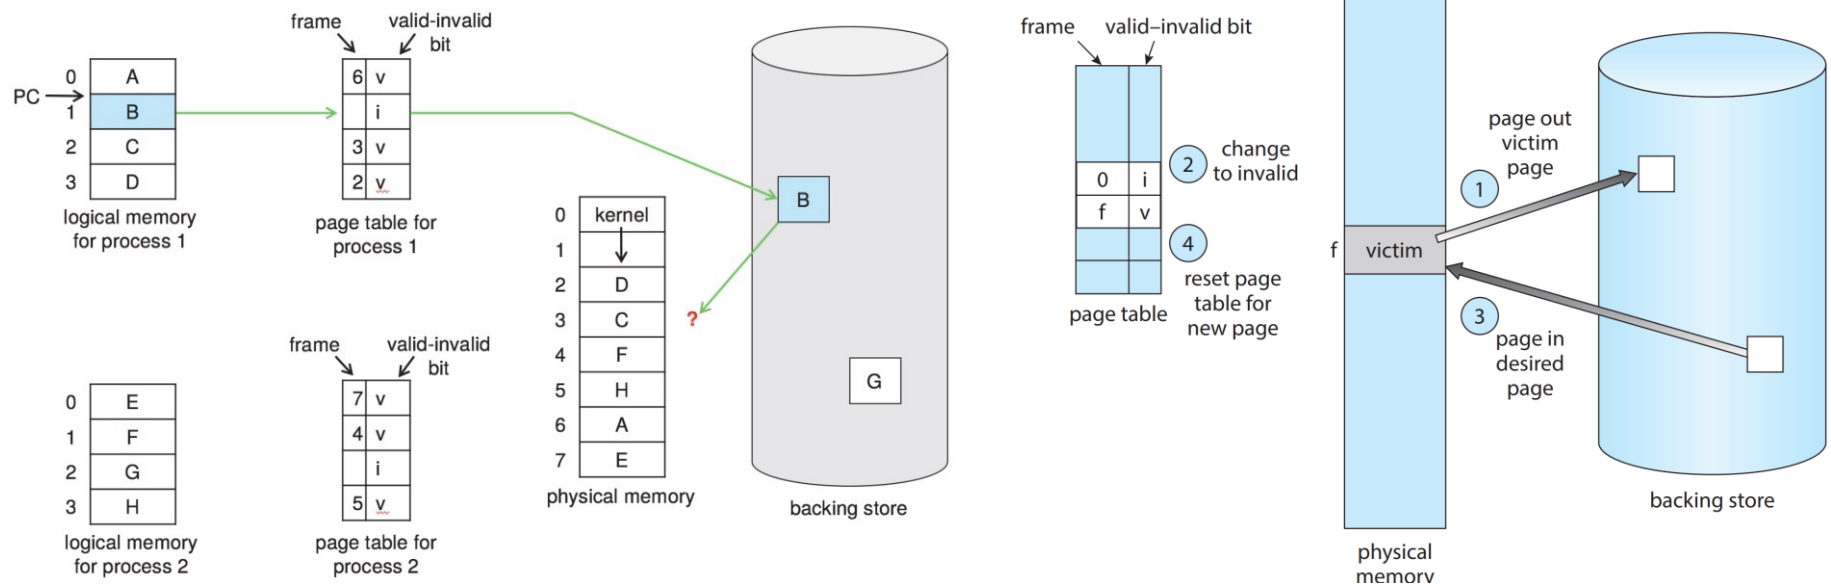 frame
valid-invalid
bit
PC
0 A
1 B
2 C
3 D
logical memory
for process 1
6 v
i
3 v
2 v
page table for
process 1
0 E
1 F
2 G
3 H
logical memory
for process 2
frame
valid-invalid
bit
7 v
4 v
i
5 v
page table for
process 2
0 kernel
1
2 D
3 C
4 F
5 H
6 A
7 E
physical memory
?
B
G
backing store
frame
valid–invalid bit
0 i
f v
page table
2
change
to invalid
4
reset page
table for
new page
f victim
physical
memory
1
page out
victim
page
3
page in
desired
page
backing store